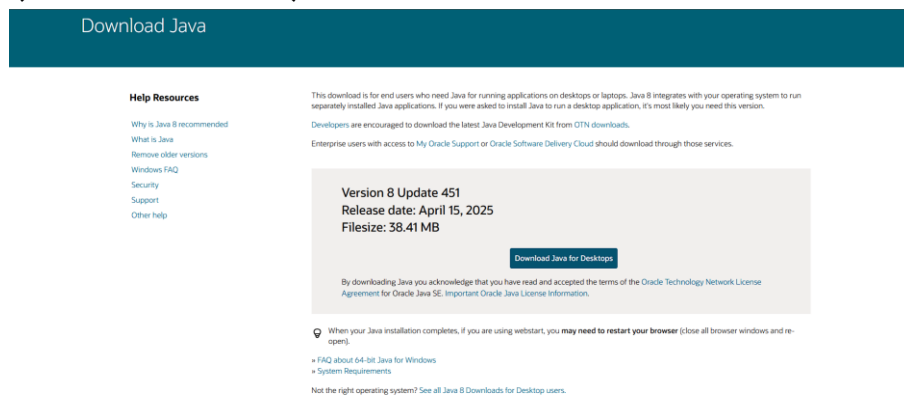 Download Java
Help Resources
Why is Java 8 recommended
What is Java
Remove older versions
Windows FAQ
Security
Support
Other help
This download is for end users who need Java for running applications on desktops or laptops. Java 8 integrates with your operating system to run
separately installed Java applications. If you were asked to install Java to run a desktop application, it's most likely you need this version.
Developers are encouraged to download the latest Java Development Kit from OTN downloads.
Enterprise users with access to My Oracle Support or Oracle Software Delivery Cloud should download through those services.
Version 8 Update 451
Release date: April 15, 2025
Filesize: 38.41 MB
Download Java for Desktops
By downloading Java you acknowledge that you have read and accepted the terms of the Oracle Technology Network License
Agreement for Oracle Java SE. Important Oracle Java License Information.
When your Java installation completes, if you are using webstart, you may need to restart your browser (close all browser windows and re-
open).
» FAQ about 64-bit Java for Windows
» System Requirements
Not the right operating system? See all Java 8 Downloads for Desktop users.